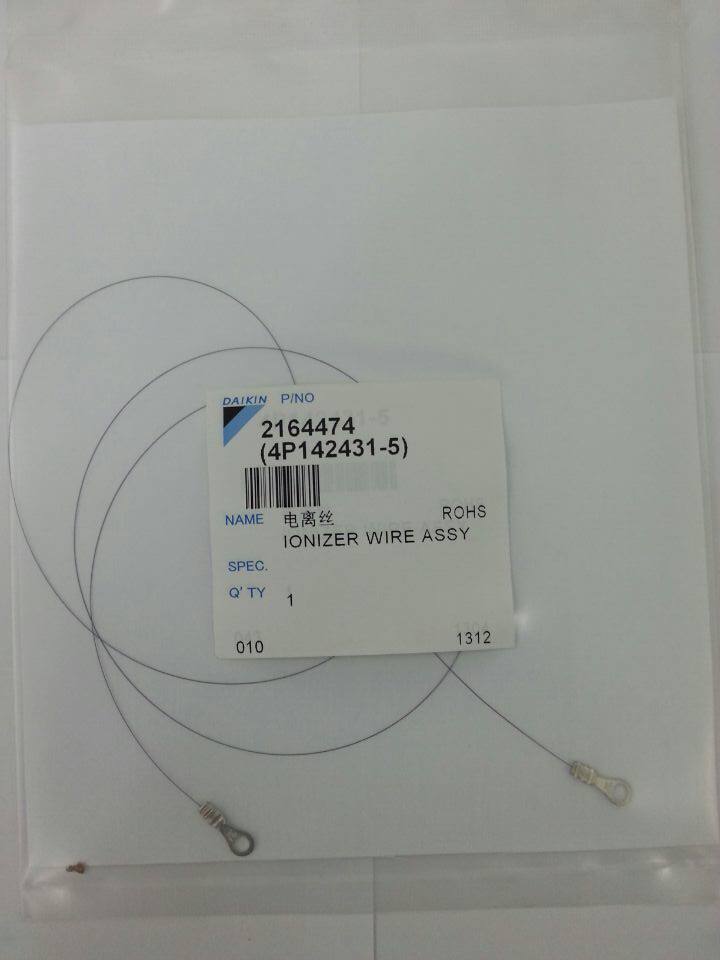 DAIKIN P/NO
2164474
(4P142431-5)
NAME 电离丝 ROHS
IONIZER WIRE ASSY
SPEC.
Q'TY 1
010 1312